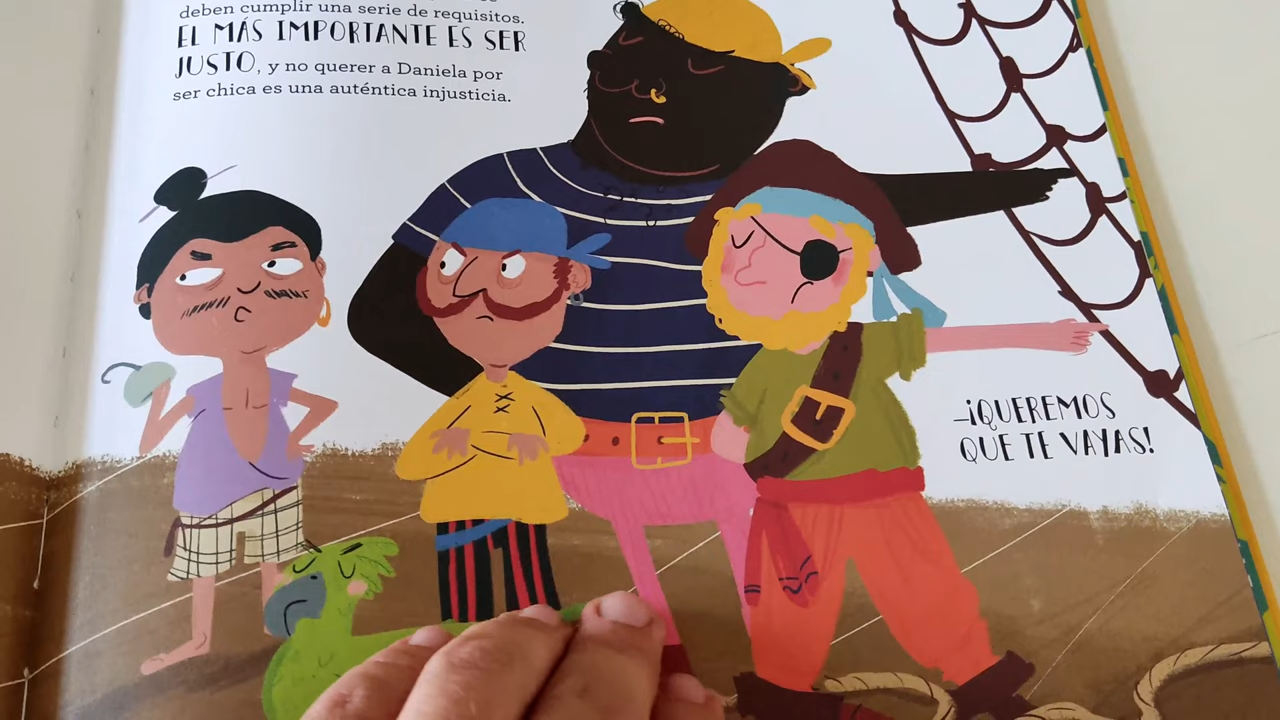 deben cumplir una serie de requisitos.
EL MÁS IMPORTANTE ES SER
JUSTO, y no querer a Daniela por
ser chica es una auténtica injusticia.
–¡QUEREMOS
QUE TE VAYAS!